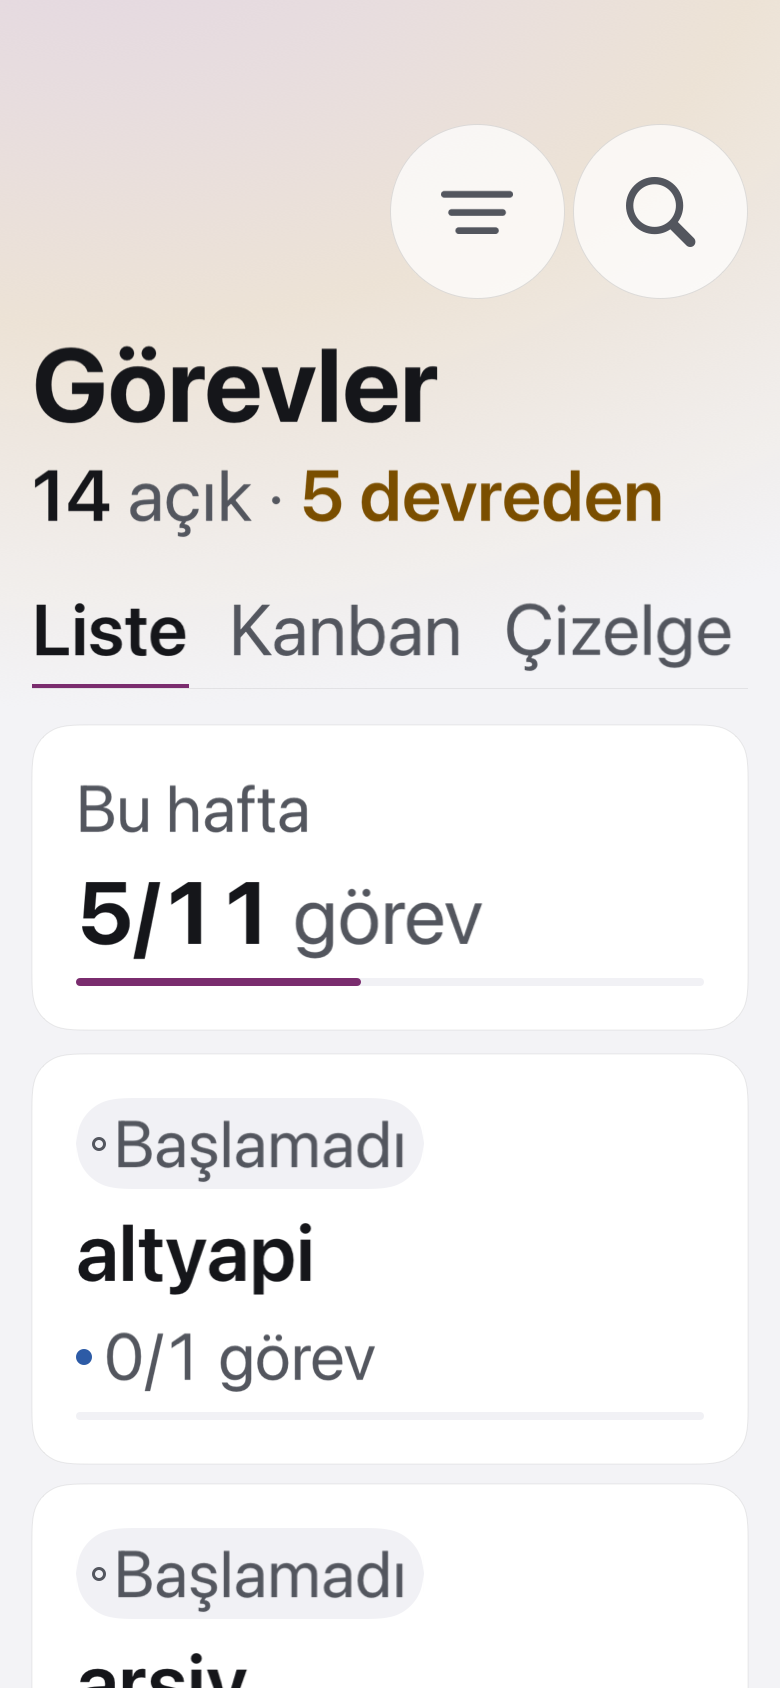 Görevler
14 açık · 5 devreden
Liste Kanban Çizelge
Bu hafta
5/11 görev
Başlamadı
altyapi
0/1 görev
Başlamadı
arsiv